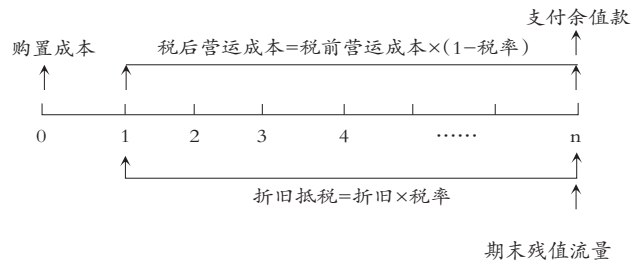 支付余值款
购置成本
税后营运成本=税前营运成本×(1-税率)
0 1 2 3 4 …… n
折旧抵税=折旧×税率
期末残值流量